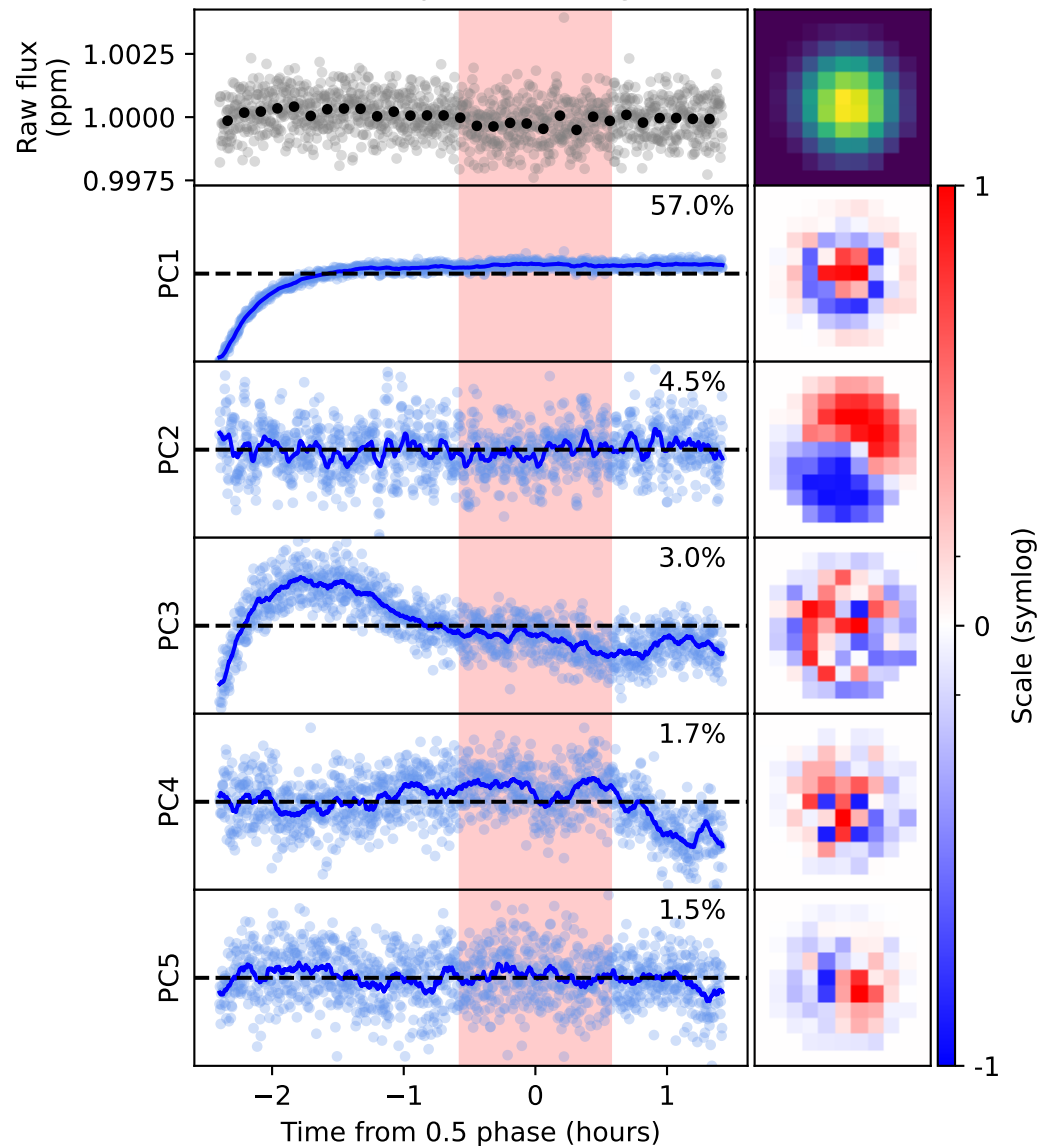 Raw flux
(ppm)
1.0025
1.0000
0.9975
PC1
57.0%
PC2
4.5%
PC3
3.0%
PC4
1.7%
PC5
1.5%
−2
−1
0
1
Time from 0.5 phase (hours)
1
0
-1
Scale (symlog)